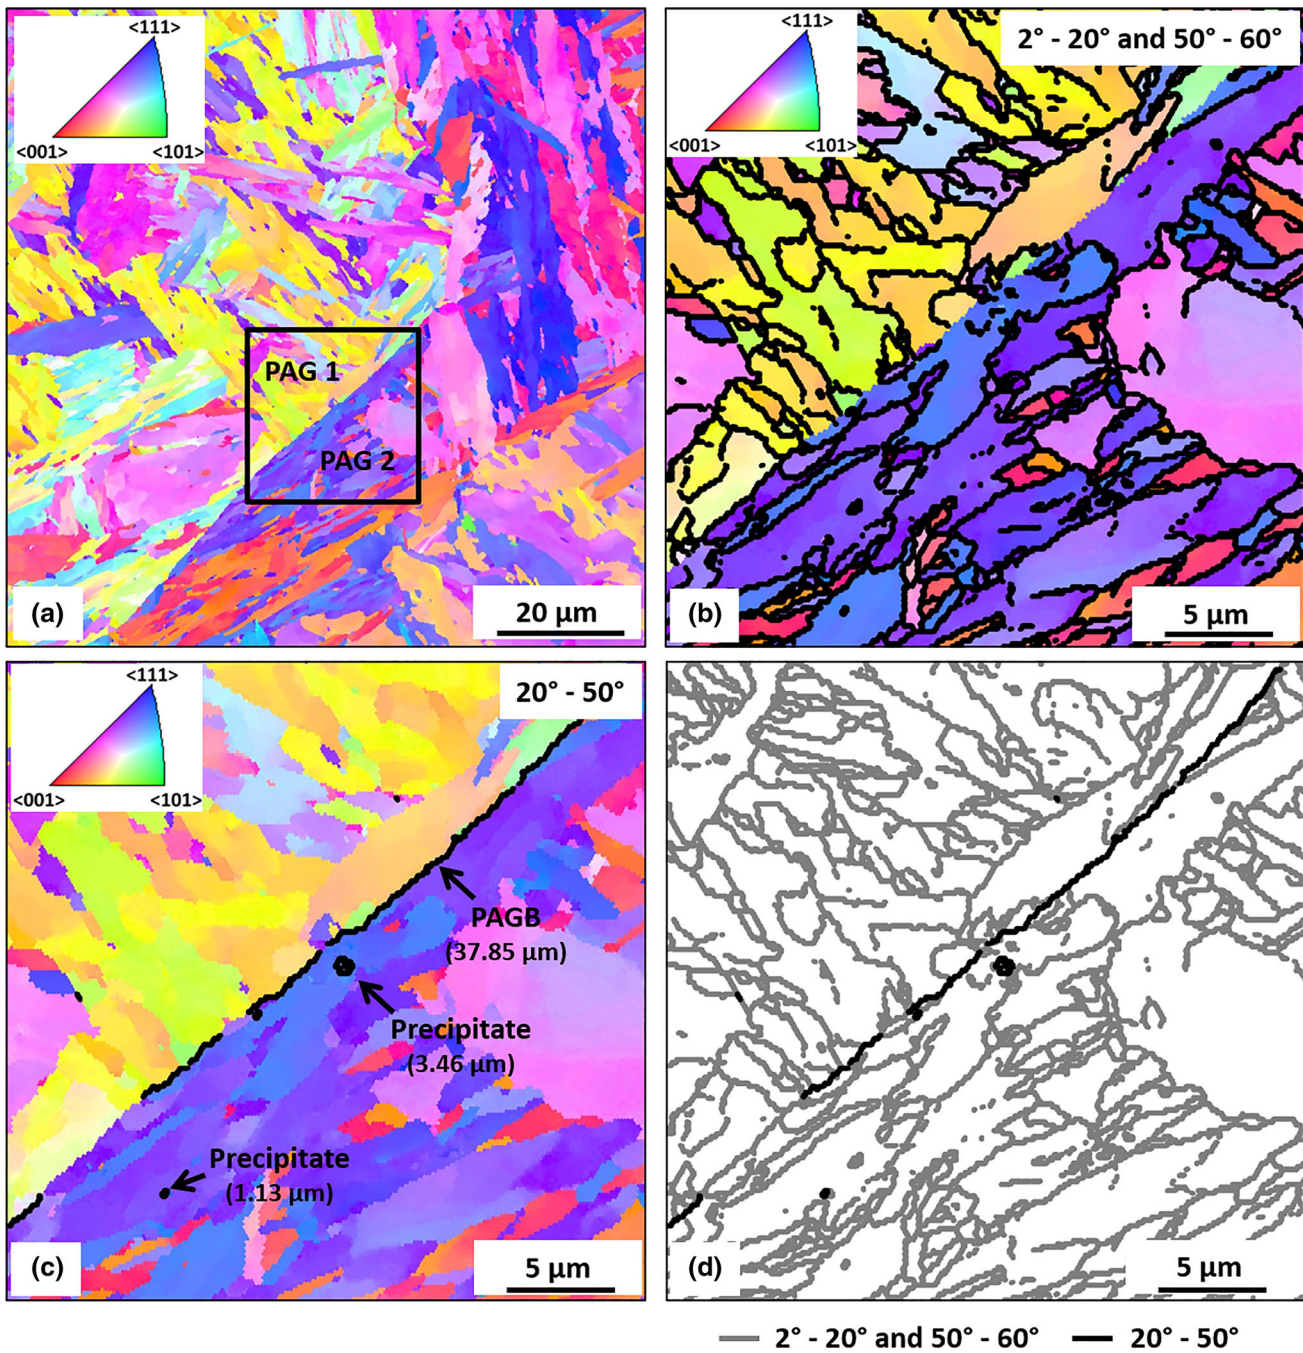 <111>
<001>
<101>
PAG 1
PAG 2
(a)
20 μm
<111>
<001>
<101>
2° - 20° and 50° - 60°
(b)
5 μm
<111>
<001>
<101>
20° - 50°
PAGB
(37.85 μm)
Precipitate
(3.46 μm)
Precipitate
(1.13 μm)
(c)
5 μm
(d)
5 μm
2° - 20° and 50° - 60°
20° - 50°